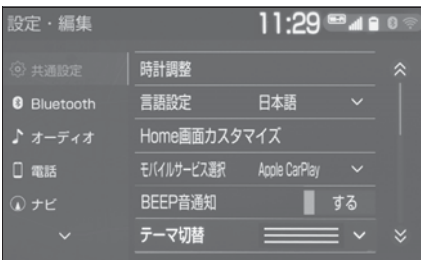 設定・編集 11:29
共通設定
Bluetooth
オーディオ
電話
ナビ
時計調整
言語設定 日本語
Home画面カスタマイズ
モバイルサービス選択 Apple CarPlay
BEEP音通知 する
テーマ切替